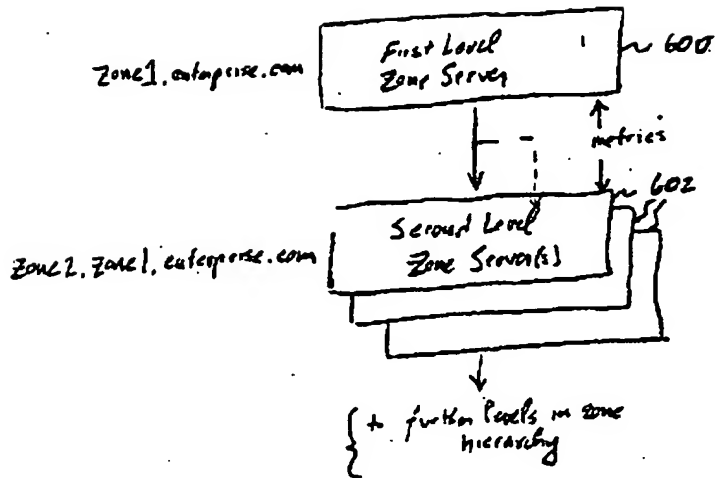 First Level
Zone Server
600
zone1.enterprise.com
metrics
602
Second Level
Zone Server(s)
zone2.zone1.enterprise.com
to further levels in zone
hierarchy